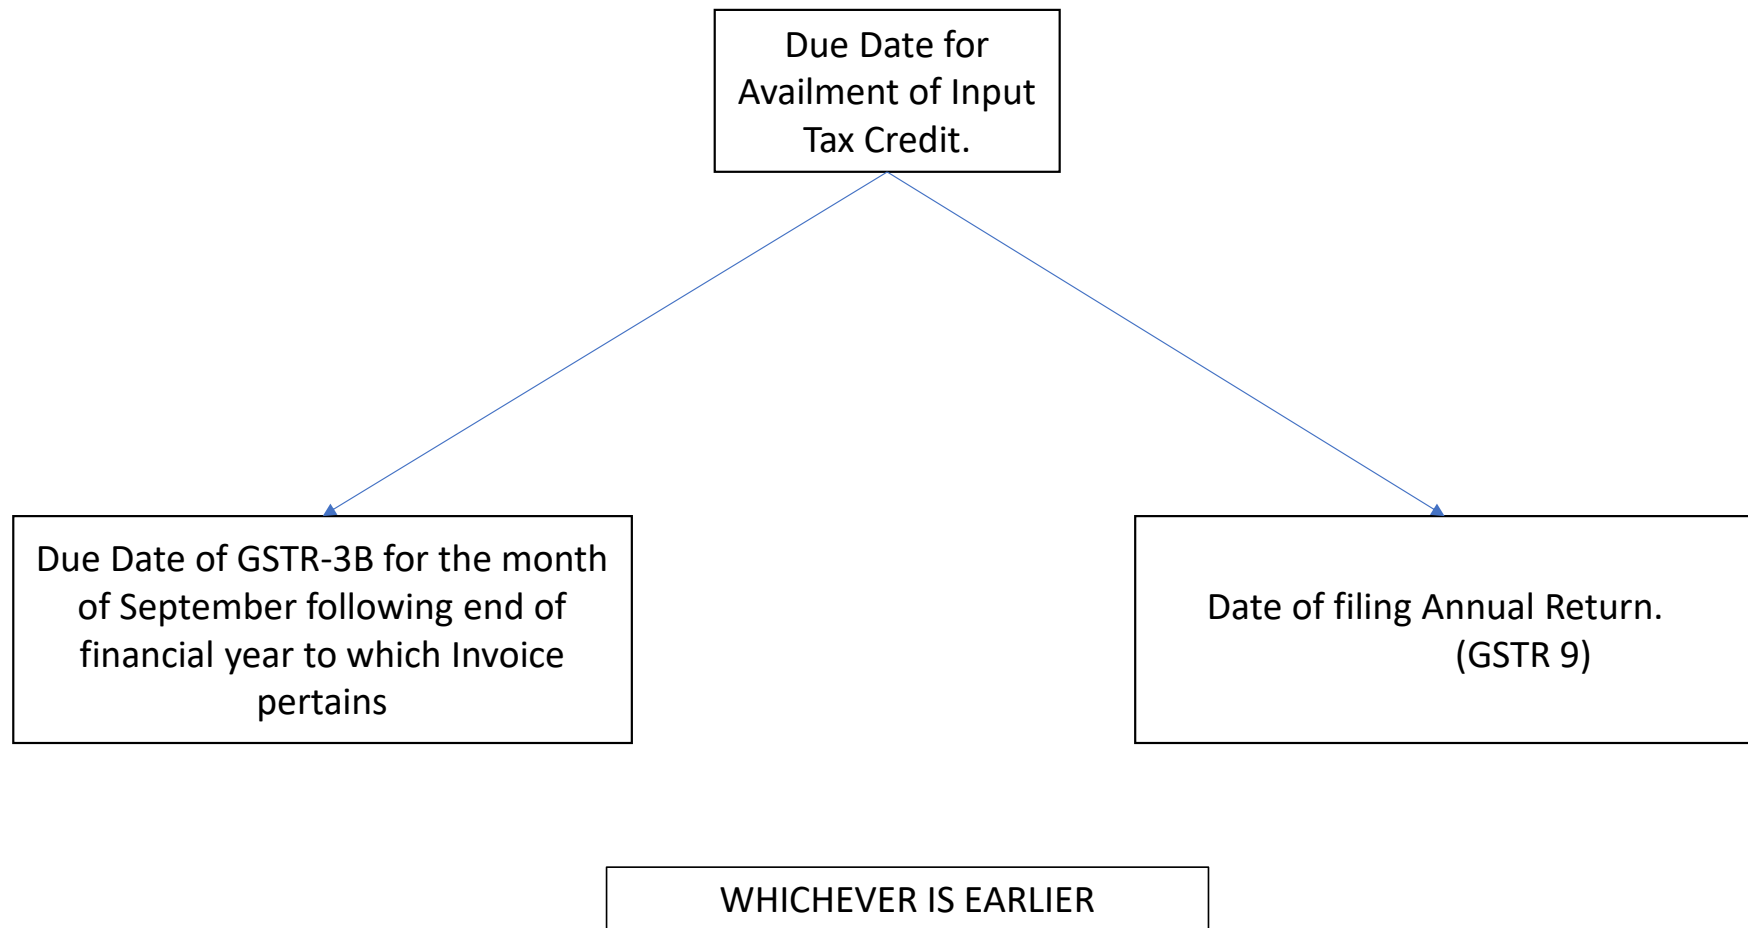 Due Date for
Availment of Input
Tax Credit.
Due Date of GSTR-3B for the month
of September following end of
financial year to which Invoice
pertains
Date of filing Annual Return.
(GSTR 9)
WHICHEVER IS EARLIER